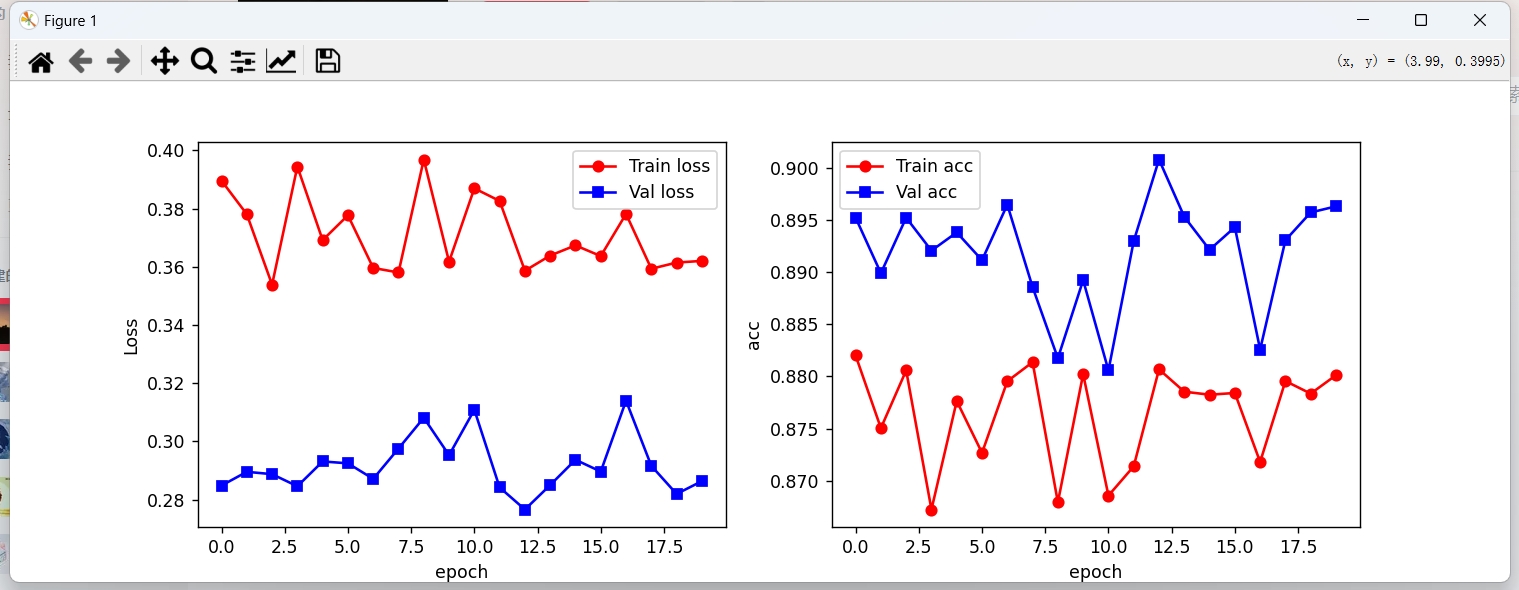 Figure 1
(x, y) = (3.99, 0.3995)
0.40
0.38
0.36
0.34
0.32
0.30
0.28
Loss
Train loss
Val loss
0.0 2.5 5.0 7.5 10.0 12.5 15.0 17.5
epoch
0.900
0.895
0.890
0.885
0.880
0.875
0.870
acc
Train acc
Val acc
0.0 2.5 5.0 7.5 10.0 12.5 15.0 17.5
epoch